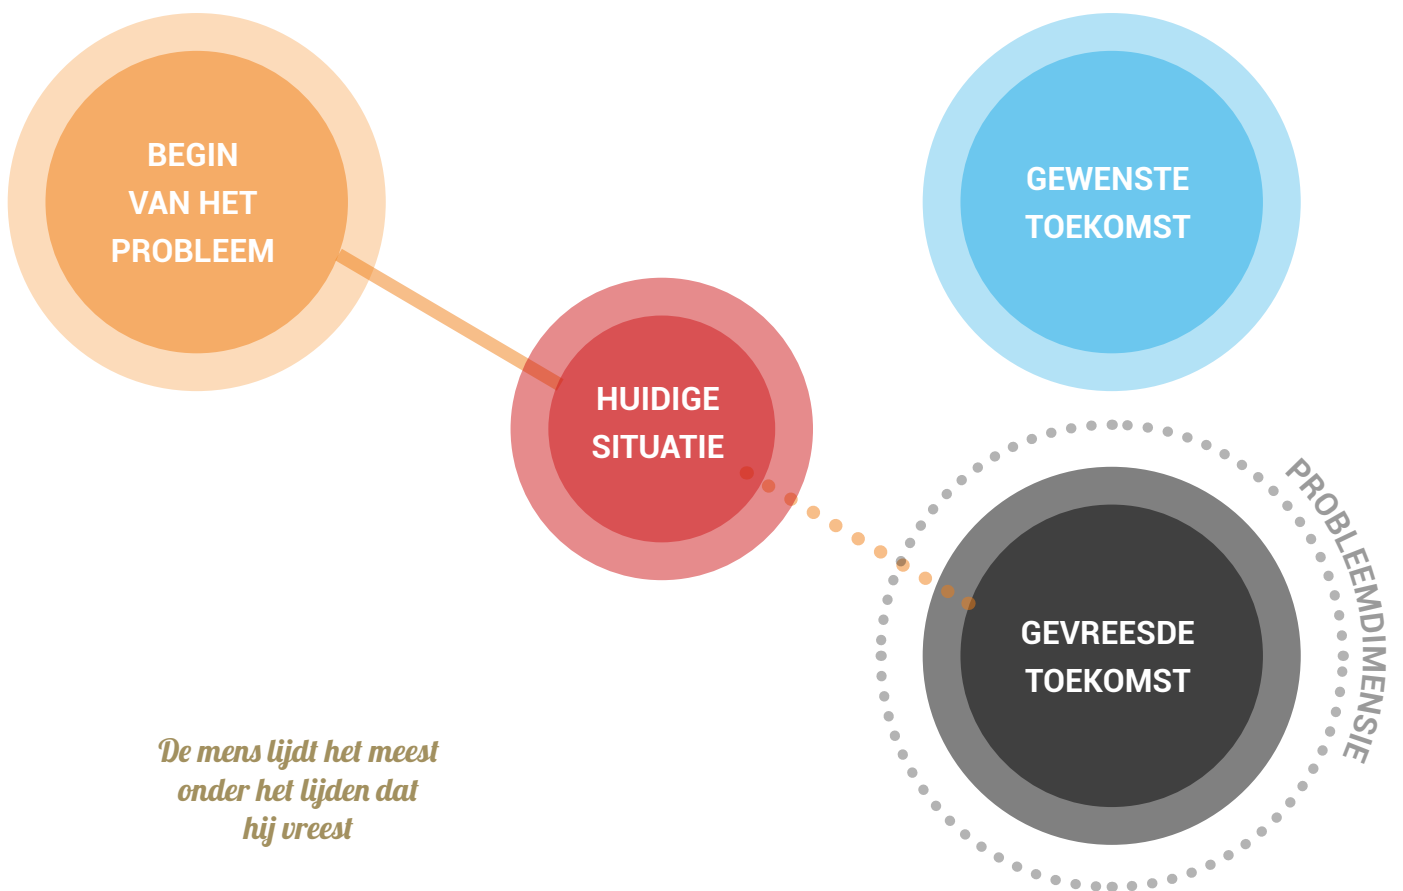 BEGIN
VAN HET
PROBLEEM
GEWENSTE
TOEKOMST
HUIDIGE
SITUATIE
PROBLEEMDIMENSIE
GEVREESDE
TOEKOMST
De mens lijdt het meest
onder het lijden dat
hij vreest